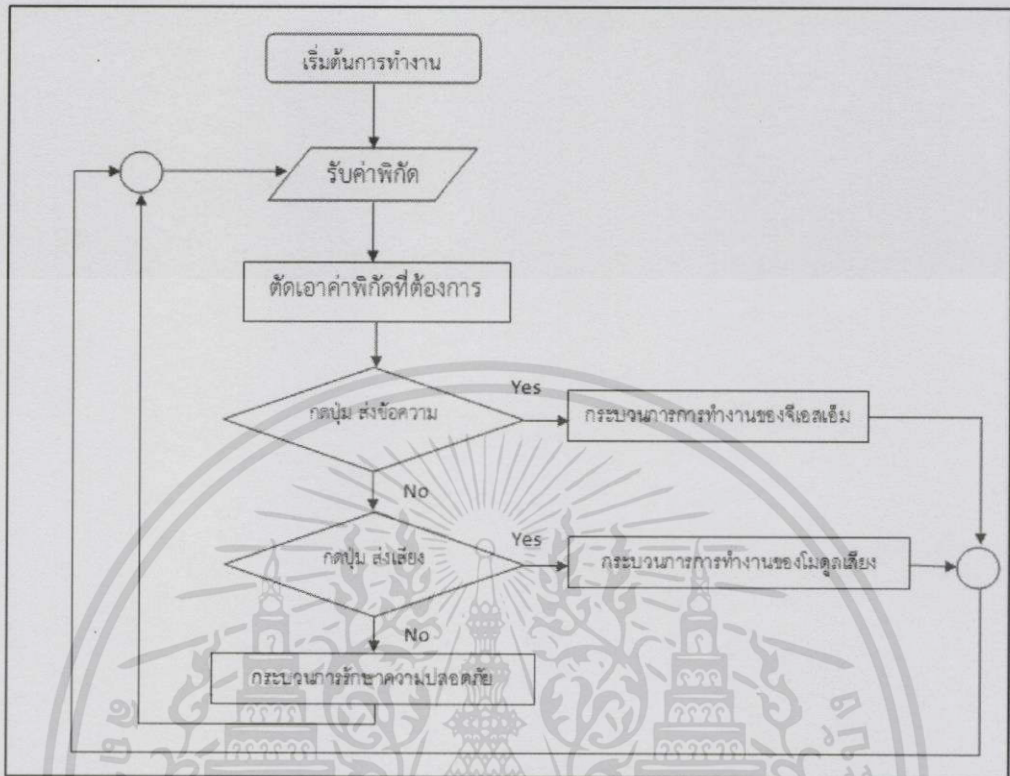 เริ่มต้นการทำงาน
รับค่าพิกัด
ตัดเอาค่าพิกัดที่ต้องการ
กดปุ่ม ส่งข้อความ
Yes
กระบวนการการทำงานของจีเอสเอ็ม
No
กดปุ่ม ส่งเสียง
Yes
กระบวนการการทำงานของโมดูลเสียง
No
กระบวนการรักษาความปลอดภัย